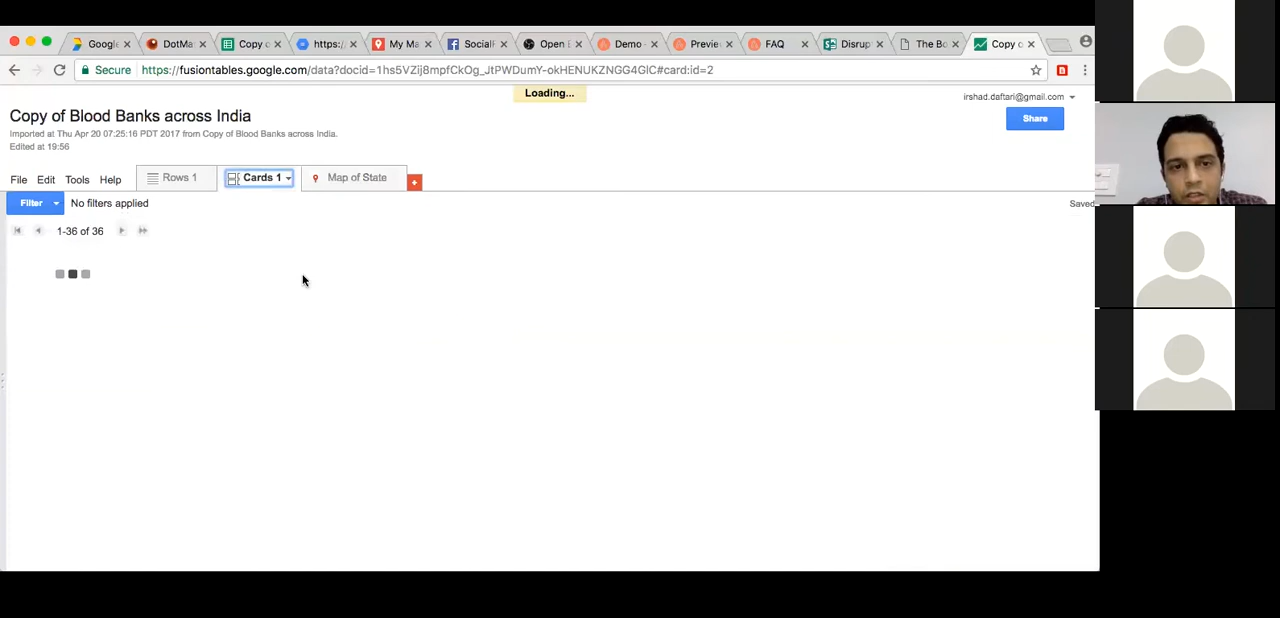 Google
DotMa
Copy o
https:/
My Ma
SocialF
Open E
Demo -
Previe
FAQ
Disrup
The Bo
Copy o
Secure
https://fusiontables.google.com/data?docid=1hs5VZij8mpfCkOg_JtPWDumY-okHENUKZNGG4GlC#card:id=2
Loading...
irshad.daftari@gmail.com
Copy of Blood Banks across India
Share
Imported at Thu Apr 20 07:25:16 PDT 2017 from Copy of Blood Banks across India.
Edited at 19:56
File Edit Tools Help
Rows 1
Cards 1
Map of State
Filter
No filters applied
Saved
1-36 of 36